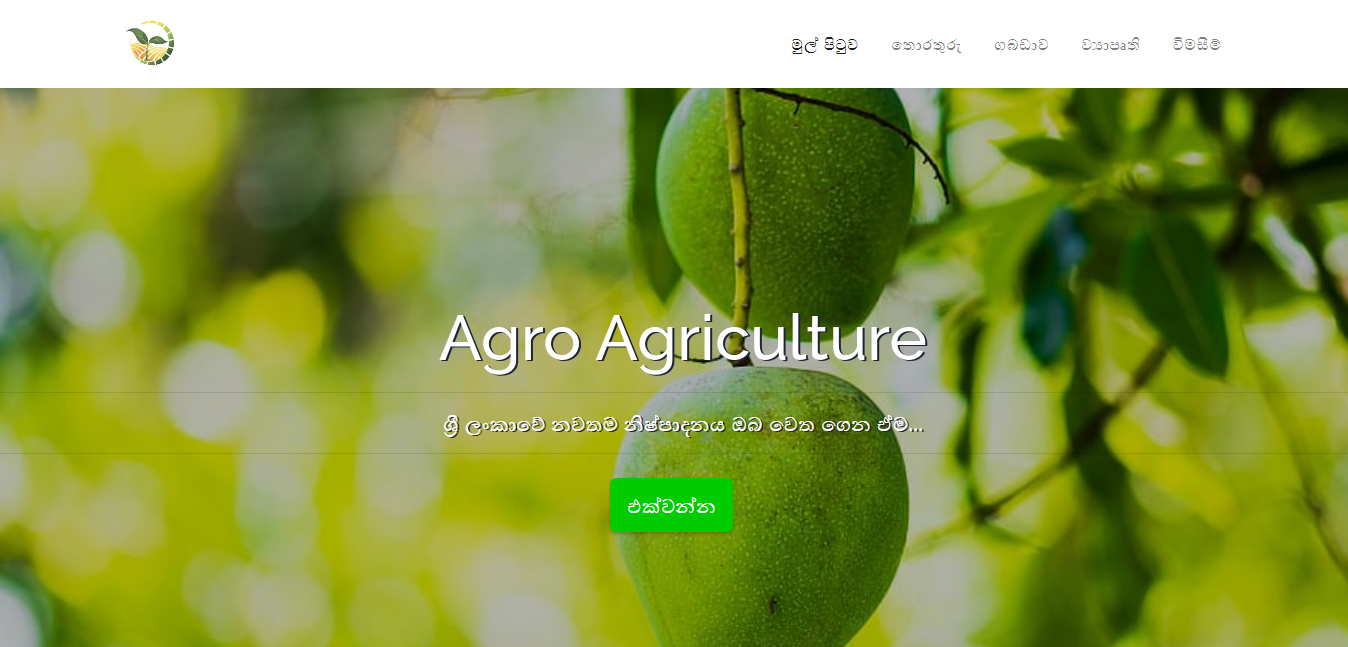 මුල් පිටුව තොරතුරු ගබඩාව ව්‍යාපෘති විමසීම්
Agro Agriculture
ශ්‍රී ලංකාවේ නවතම නිෂ්පාදනය ඔබ වෙත ගෙන ඒම...
එක්වන්න